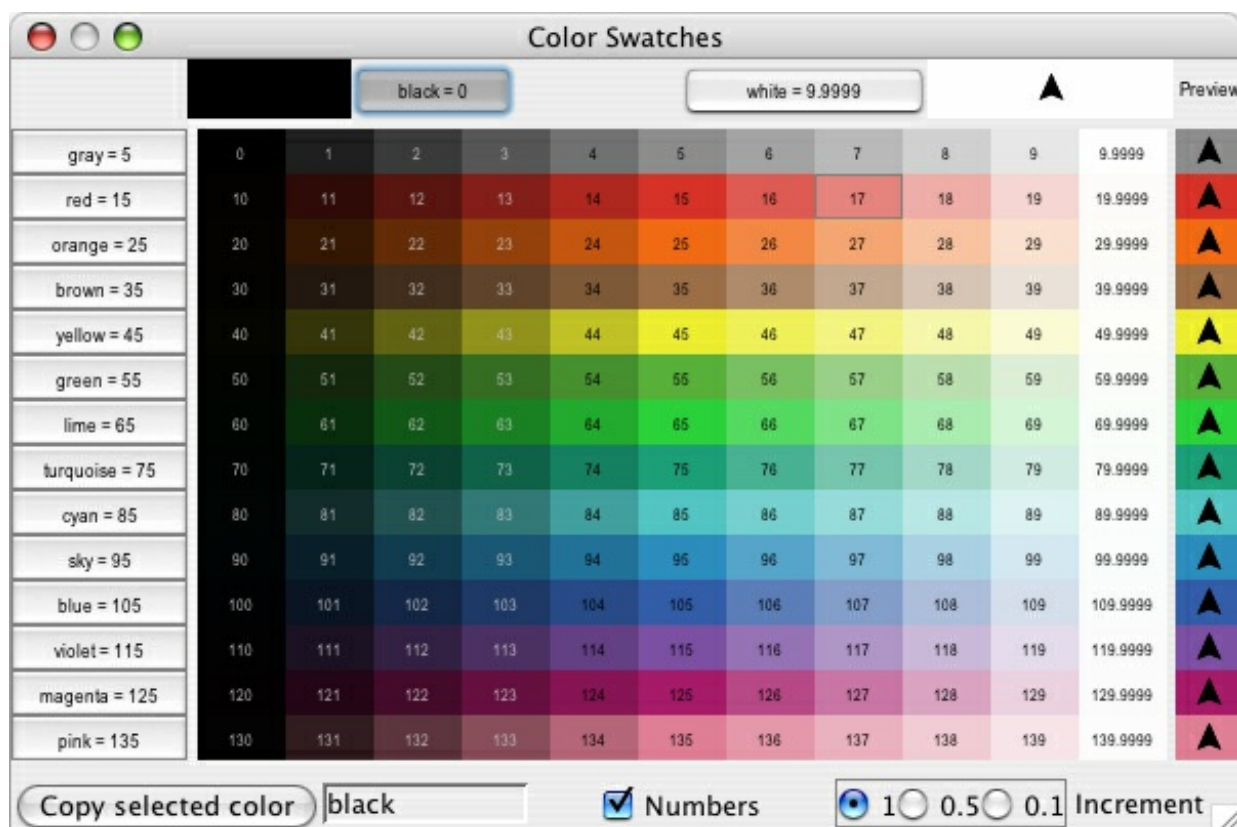 Color Swatches
black = 0 white = 9.9999 Preview
gray = 5 0 1 2 3 4 5 6 7 8 9 9.9999
red = 15 10 11 12 13 14 15 16 17 18 19 19.9999
orange = 25 20 21 22 23 24 25 26 27 28 29 29.9999
brown = 35 30 31 32 33 34 35 36 37 38 39 39.9999
yellow = 45 40 41 42 43 44 45 46 47 48 49 49.9999
green = 55 50 51 52 53 54 55 56 57 58 59 59.9999
lime = 65 60 61 62 63 64 65 66 67 68 69 69.9999
turquoise = 75 70 71 72 73 74 75 76 77 78 79 79.9999
cyan = 85 80 81 82 83 84 85 86 87 88 89 89.9999
sky = 95 90 91 92 93 94 95 96 97 98 99 99.9999
blue = 105 100 101 102 103 104 105 106 107 108 109 109.9999
violet = 115 110 111 112 113 114 115 116 117 118 119 119.9999
magenta = 125 120 121 122 123 124 125 126 127 128 129 129.9999
pink = 135 130 131 132 133 134 135 136 137 138 139 139.9999
Copy selected color black Numbers 1 0.5 0.1 Increment